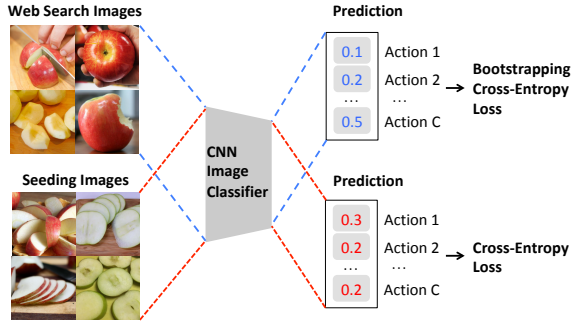 Web Search Images
Prediction
0.1 Action 1
0.2 Action 2
... ...
0.5 Action C
Bootstrapping
Cross-Entropy
Loss
CNN
Image
Classifier
Seeding Images
Prediction
0.3 Action 1
0.2 Action 2
... ...
0.2 Action C
Cross-Entropy
Loss